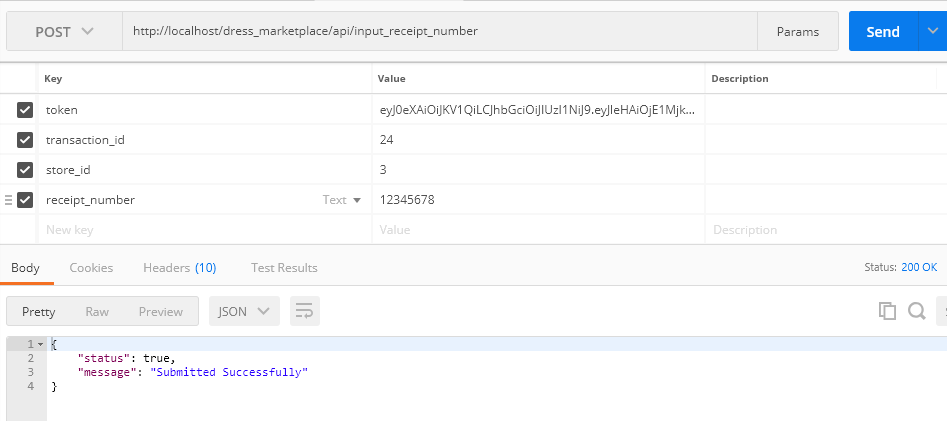 POST http://localhost/dress_marketplace/api/input_receipt_number Params Send
Key Value Description
token eyJ0eXAiOiJKV1QiLCJhbGciOiJIUzI1NiJ9.eyJleHAiOjE1Mjk...
transaction_id 24
store_id 3
receipt_number Text 12345678
New key Value Description
Body Cookies Headers (10) Test Results Status: 200 OK
Pretty Raw Preview JSON
1 {
2 "status": true,
3 "message": "Submitted Successfully"
4 }